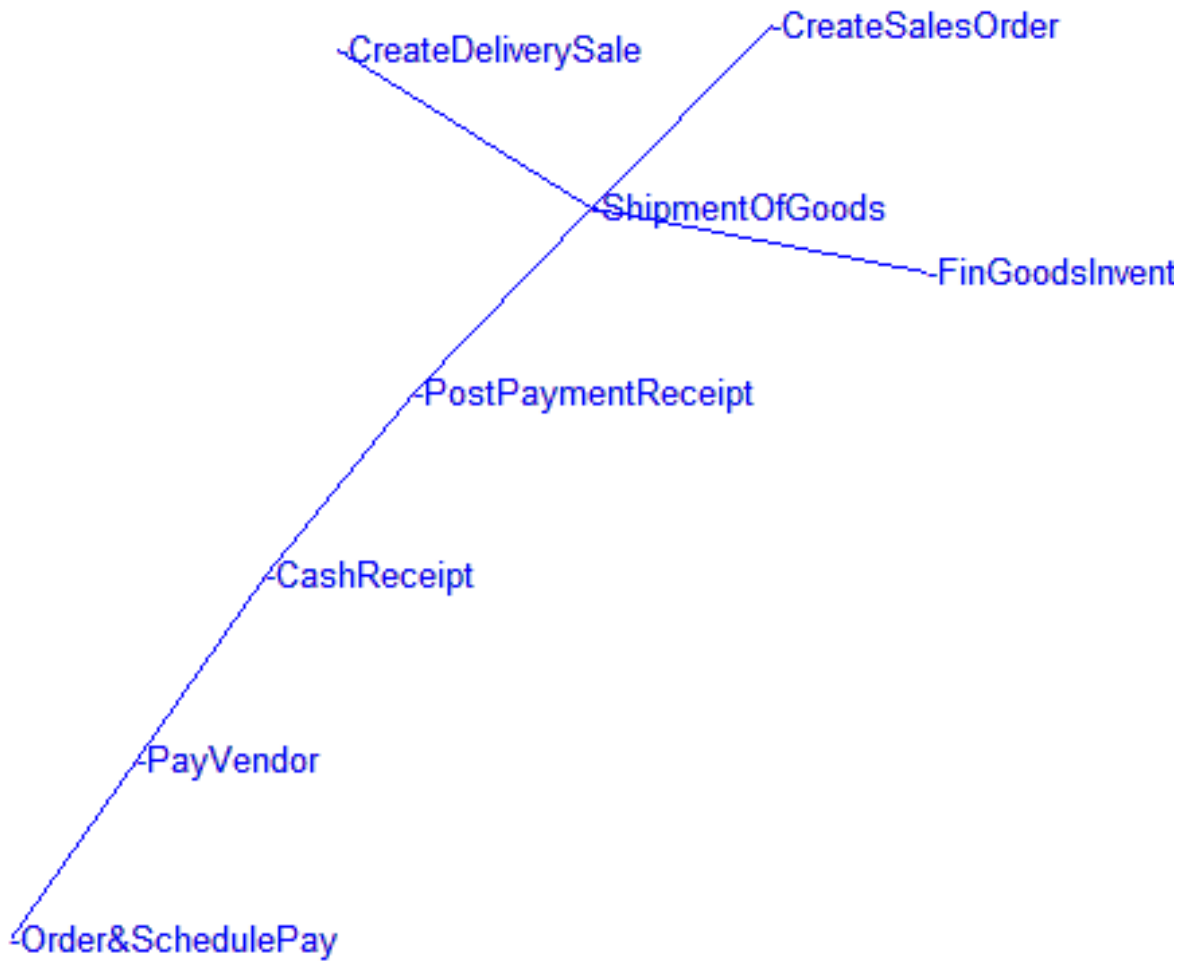 -CreateSalesOrder
-CreateDeliverySale
-ShipmentOfGoods
-FinGoodsInvent
-PostPaymentReceipt
-CashReceipt
-PayVendor
-Order&SchedulePay